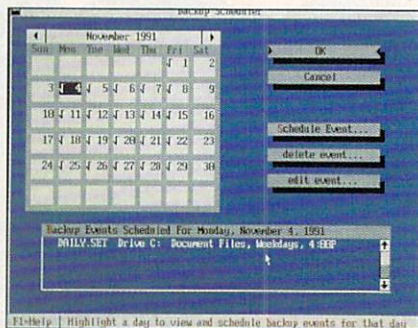 Backup Scheduler
November 1991
Sun Mon Tue Wed Thu Fri Sat
√ 1 2
3 √ 4 √ 5 √ 6 √ 7 √ 8 9
10 √ 11 √ 12 √ 13 √ 14 √ 15 16
17 √ 18 √ 19 √ 20 √ 21 √ 22 23
24 √ 25 √ 26 √ 27 √ 28 √ 29 30
OK
Cancel
Schedule Event...
delete event...
edit event...
Backup Events Scheduled For Monday, November 4, 1991
DAILY.SET Drive C: Document Files, Weekdays, 4:00P
F1=Help | Highlight a day to view and schedule backup events for that day